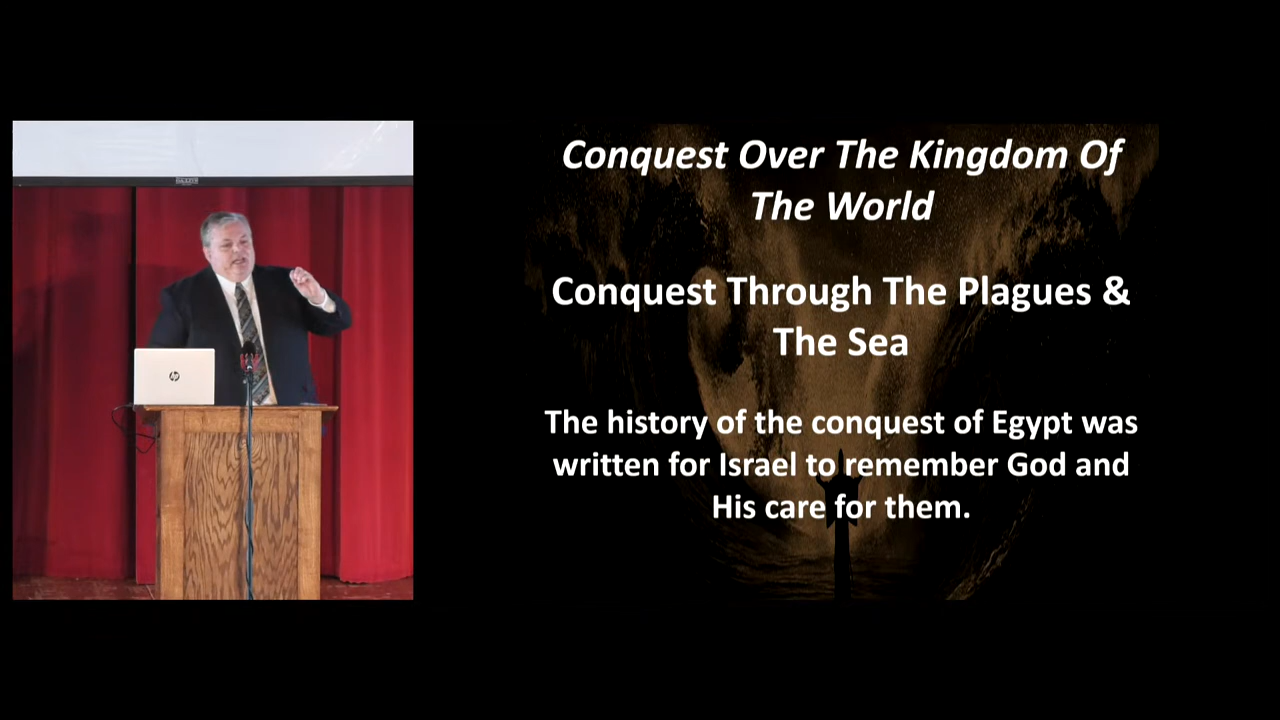 Conquest Over The Kingdom Of
The World
Conquest Through The Plagues &
The Sea
The history of the conquest of Egypt was
written for Israel to remember God and
His care for them.
hp